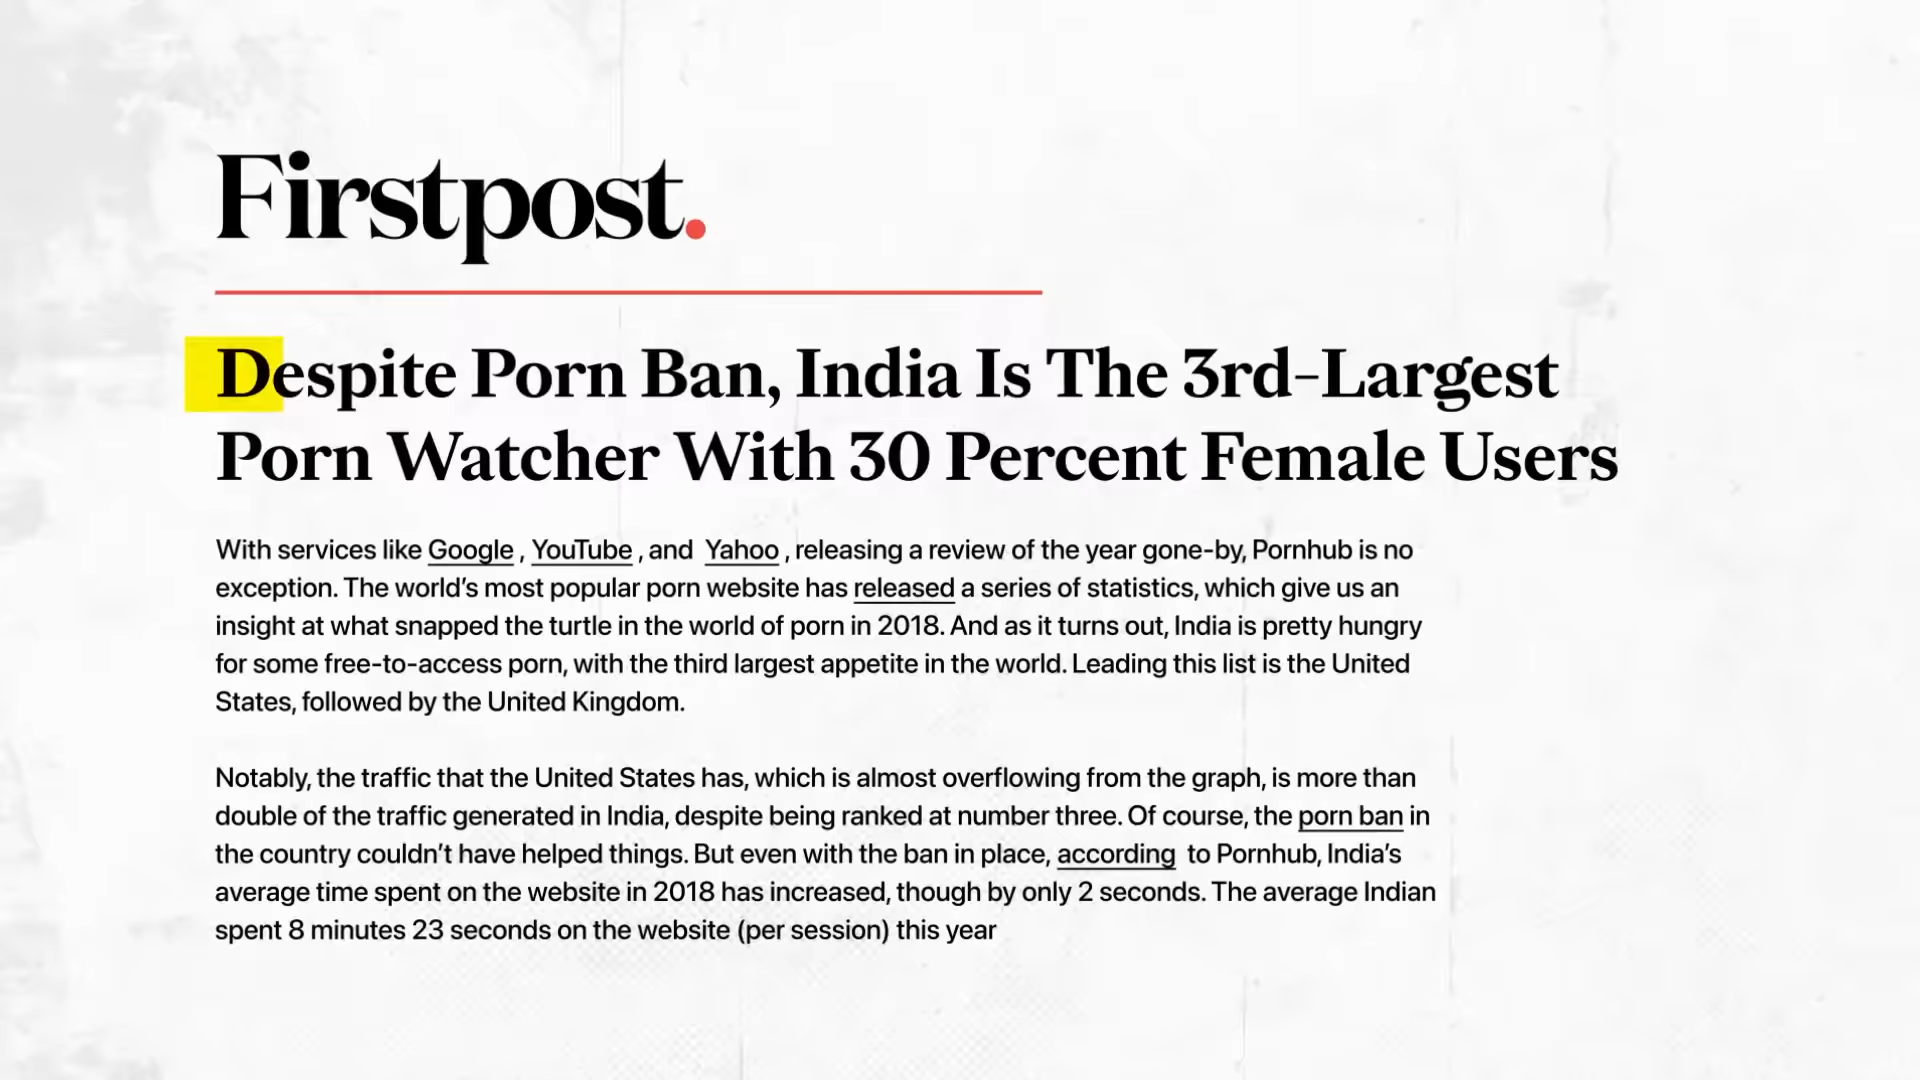 Firstpost.
Despite Porn Ban, India Is The 3rd-Largest
Porn Watcher With 30 Percent Female Users
With services like Google , YouTube , and Yahoo , releasing a review of the year gone-by, Pornhub is no
exception. The world's most popular porn website has released a series of statistics, which give us an
insight at what snapped the turtle in the world of porn in 2018. And as it turns out, India is pretty hungry
for some free-to-access porn, with the third largest appetite in the world. Leading this list is the United
States, followed by the United Kingdom.
Notably, the traffic that the United States has, which is almost overflowing from the graph, is more than
double of the traffic generated in India, despite being ranked at number three. Of course, the porn ban in
the country couldn't have helped things. But even with the ban in place, according to Pornhub, India's
average time spent on the website in 2018 has increased, though by only 2 seconds. The average Indian
spent 8 minutes 23 seconds on the website (per session) this year